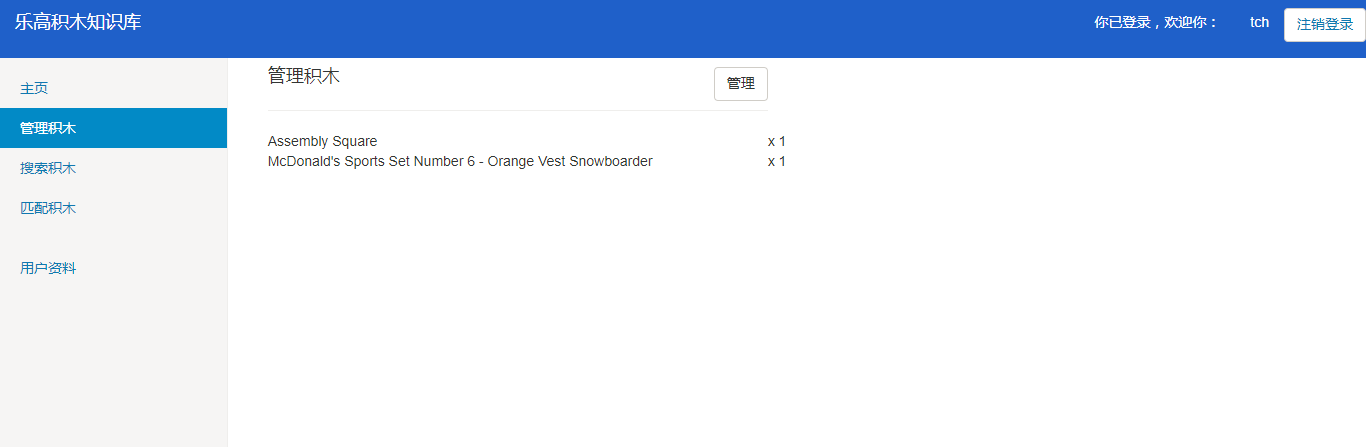 乐高积木知识库
你已登录，欢迎你： tch 注销登录
主页
管理积木
搜索积木
匹配积木
用户资料
管理积木 管理
Assembly Square x 1
McDonald's Sports Set Number 6 - Orange Vest Snowboarder x 1